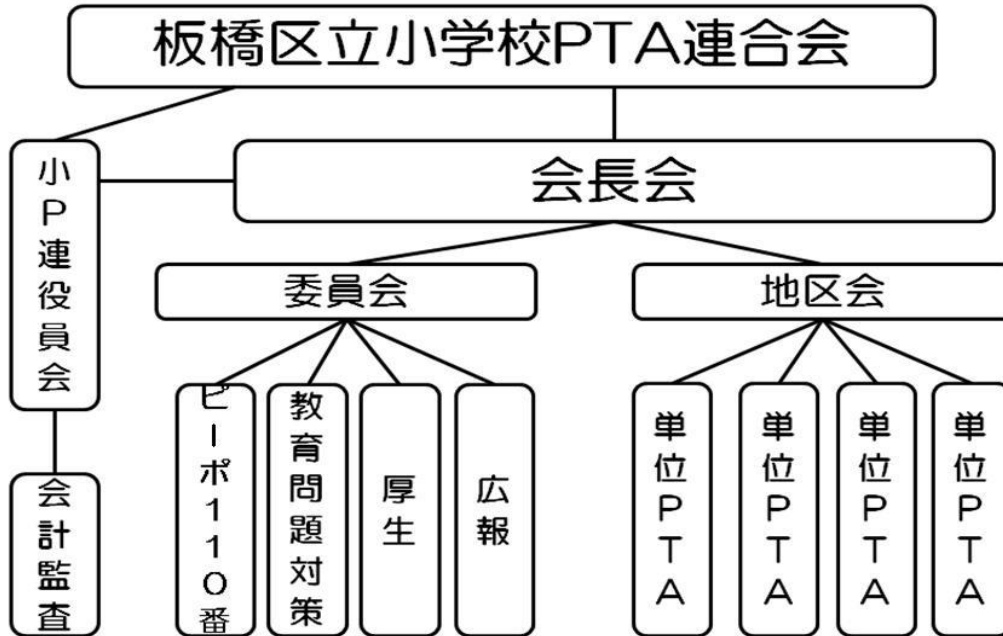 板橋区立小学校PTA連合会
小P連役員会
会長会
委員会
地区会
ピーポ110番
教育問題対策
厚生
広報
単位PTA
単位PTA
単位PTA
単位PTA
会計監査